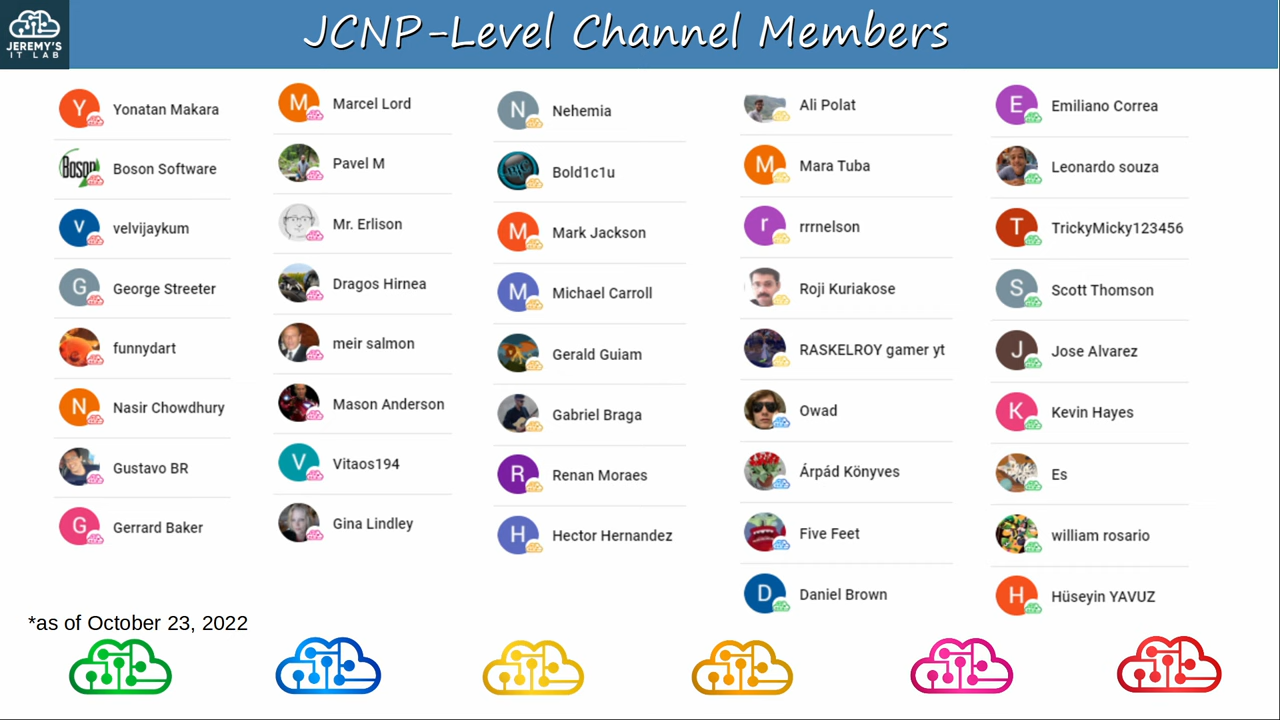 JEREMY'S
IT LAB
JCNP-Level Channel Members
Y Yonatan Makara
Boson Boson Software
v velvijaykum
G George Streeter
funnydart
N Nasir Chowdhury
Gustavo BR
G Gerrard Baker
M Marcel Lord
Pavel M
Mr. Erlison
Dragos Hirnea
meir salmon
Mason Anderson
V Vitaos194
Gina Lindley
N Nehemia
Bold1c1u
M Mark Jackson
M Michael Carroll
Gerald Guiam
Gabriel Braga
R Renan Moraes
H Hector Hernandez
Ali Polat
M Mara Tuba
r rrrnelson
Roji Kuriakose
RASKELROY gamer yt
Owad
Árpád Könyves
Five Feet
D Daniel Brown
E Emiliano Correa
Leonardo souza
T TrickyMicky123456
S Scott Thomson
J Jose Alvarez
K Kevin Hayes
Es
william rosario
H Hüseyin YAVUZ
*as of October 23, 2022